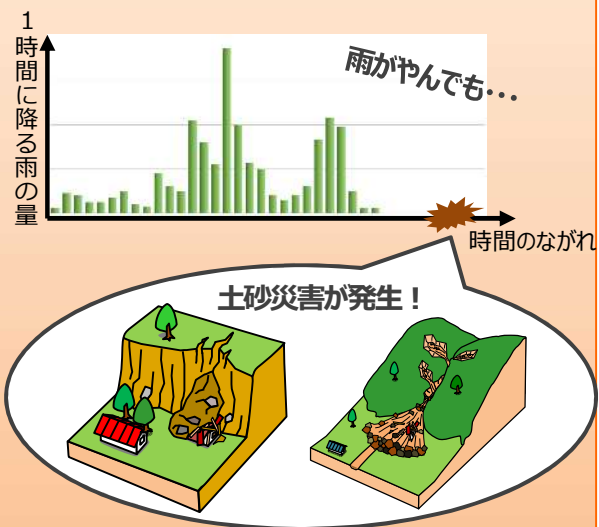 1時間に降る雨の量
雨がやんでも・・・
時間のながれ
土砂災害が発生！